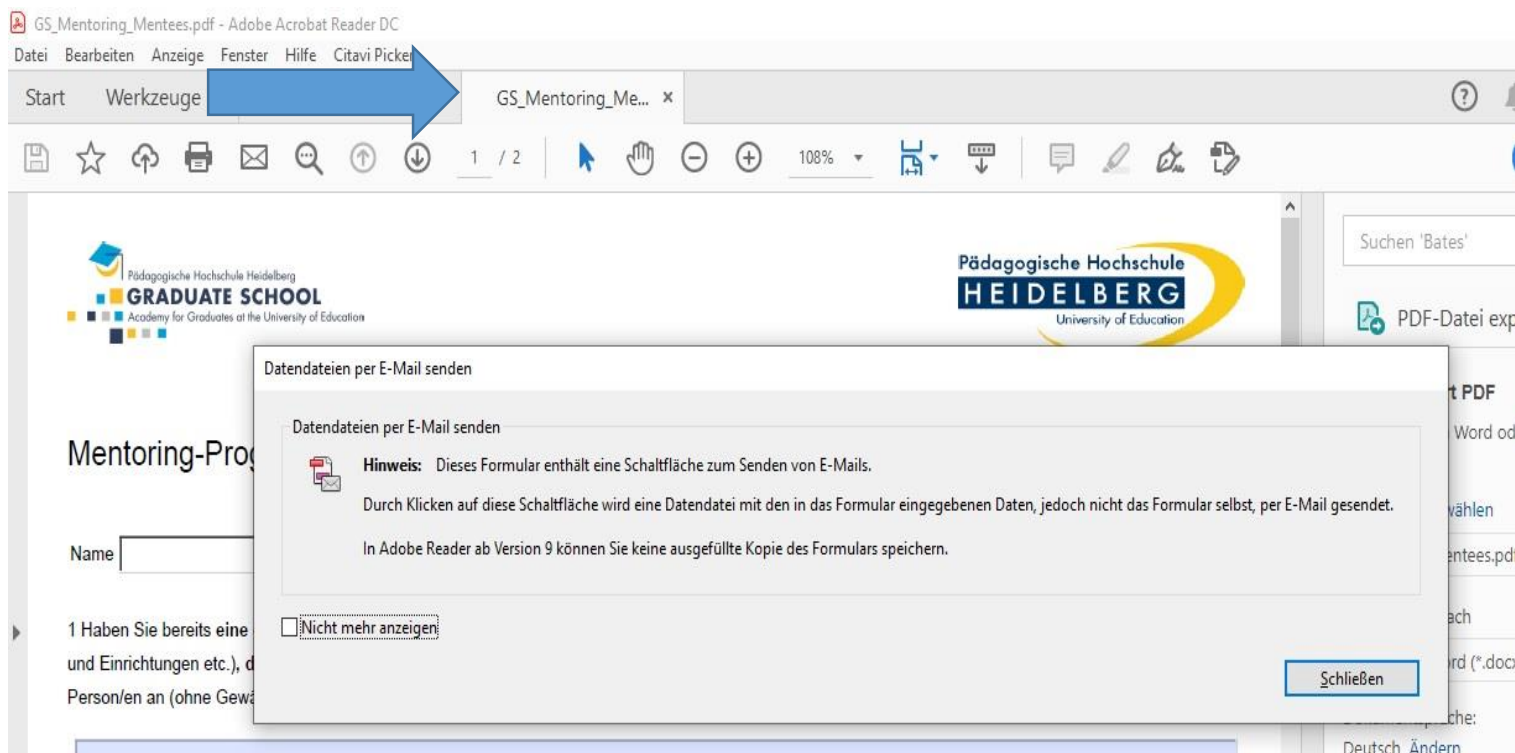 GS_Mentoring_Mentees.pdf - Adobe Acrobat Reader DC
Datei Bearbeiten Anzeige Fenster Hilfe Citavi Picker
Start Werkzeuge GS_Mentoring_Me... ×
1 / 2 108%
Pädagogische Hochschule Heidelberg
GRADUATE SCHOOL
Academy for Graduates at the University of Education
Pädagogische Hochschule
HEIDELBERG
University of Education
Suchen 'Bates'
PDF-Datei exp
Datendateien per E-Mail senden
Datendateien per E-Mail senden
Hinweis: Dieses Formular enthält eine Schaltfläche zum Senden von E-Mails.
Durch Klicken auf diese Schaltfläche wird eine Datendatei mit den in das Formular eingegebenen Daten, jedoch nicht das Formular selbst, per E-Mail gesendet.
In Adobe Reader ab Version 9 können Sie keine ausgefüllte Kopie des Formulars speichern.
Nicht mehr anzeigen
Schließen
Mentoring-Prog
Name
1 Haben Sie bereits eine
und Einrichtungen etc.), d
Person/en an (ohne Gewä
t PDF
Word od
wählen
entees.pdf
ach
rd (*.docx
Deutsch Ändern